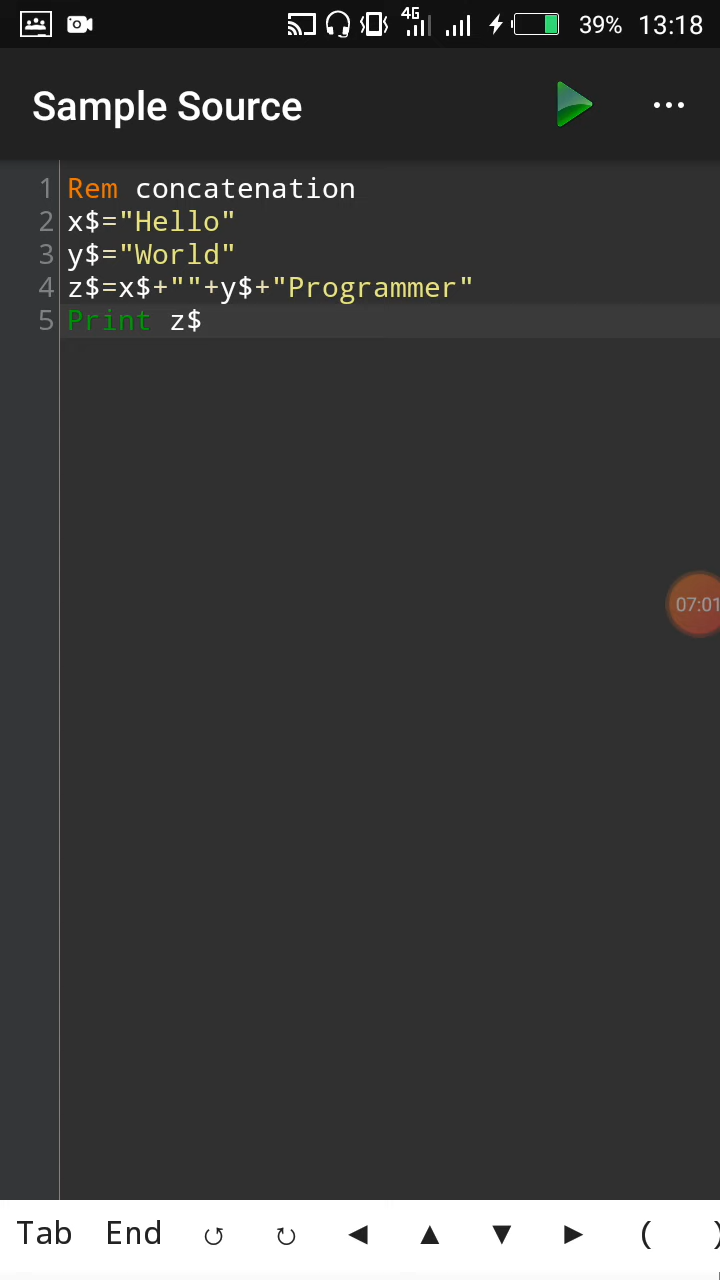 4G 39% 13:18
Sample Source
1 Rem concatenation
2 x$="Hello"
3 y$="World"
4 z$=x$+""+y$+"Programmer"
5 Print z$
07:01
Tab End ( )